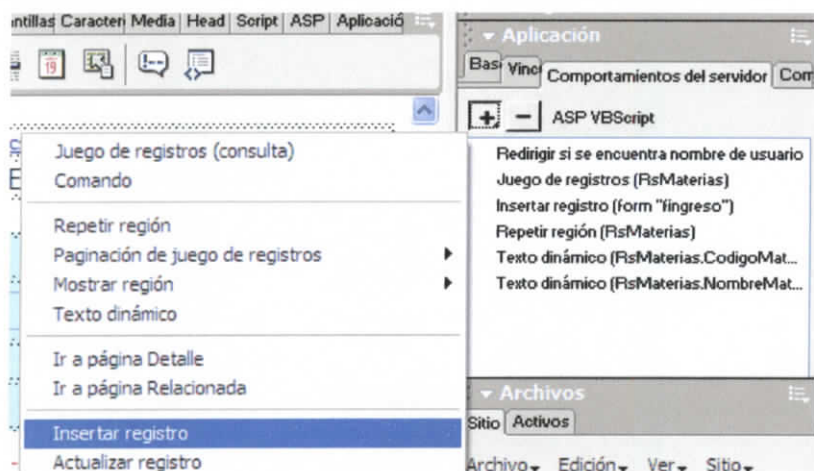 ntillas Caracteri Media Head Script ASP Aplicació
19
Juego de registros (consulta)
Comando
Repetir región
Paginación de juego de registros
Mostrar región
Texto dinámico
Ir a página Detalle
Ir a página Relacionada
Insertar registro
Actualizar registro
Aplicación
Bas Vinc Comportamientos del servidor Com
ASP VBScript
Redirigir si se encuentra nombre de usuario
Juego de registros (RsMaterias)
Insertar registro (form "fingreso")
Repetir región (RsMaterias)
Texto dinámico (RsMaterias.CodigoMat...
Texto dinámico (RsMaterias.NombreMat...
Archivos
Sitio Activos
Archivo Edición Ver Sitio